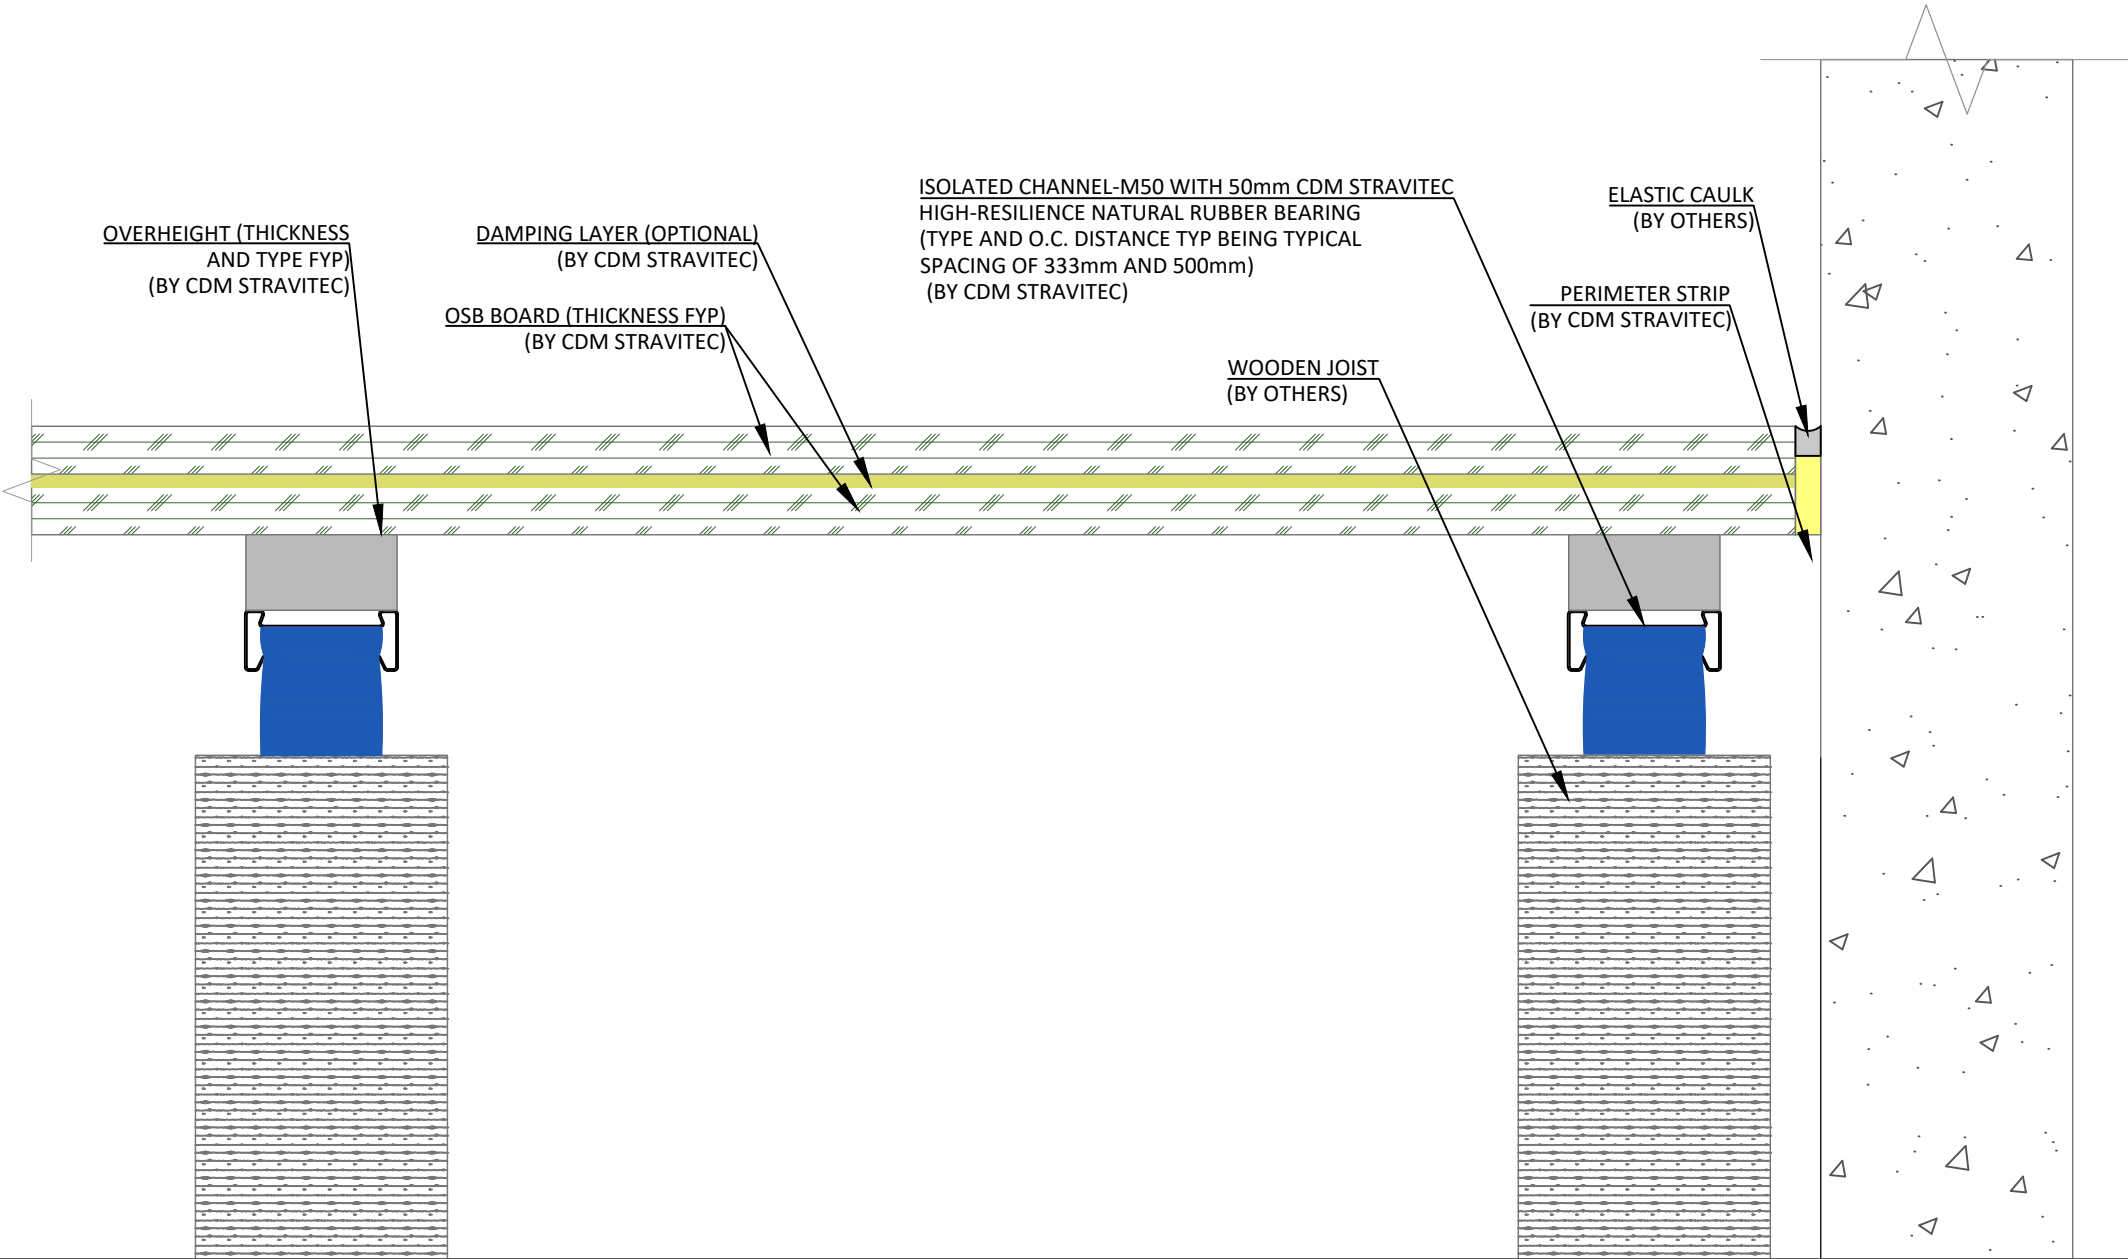 OVERHEIGHT (THICKNESS
AND TYPE FYP)
(BY CDM STRAVITEC)
DAMPING LAYER (OPTIONAL)
(BY CDM STRAVITEC)
OSB BOARD (THICKNESS FYP)
(BY CDM STRAVITEC)
ISOLATED CHANNEL-M50 WITH 50mm CDM STRAVITEC
HIGH-RESILIENCE NATURAL RUBBER BEARING
(TYPE AND O.C. DISTANCE TYP BEING TYPICAL
SPACING OF 333mm AND 500mm)
(BY CDM STRAVITEC)
WOODEN JOIST
(BY OTHERS)
ELASTIC CAULK
(BY OTHERS)
PERIMETER STRIP
(BY CDM STRAVITEC)